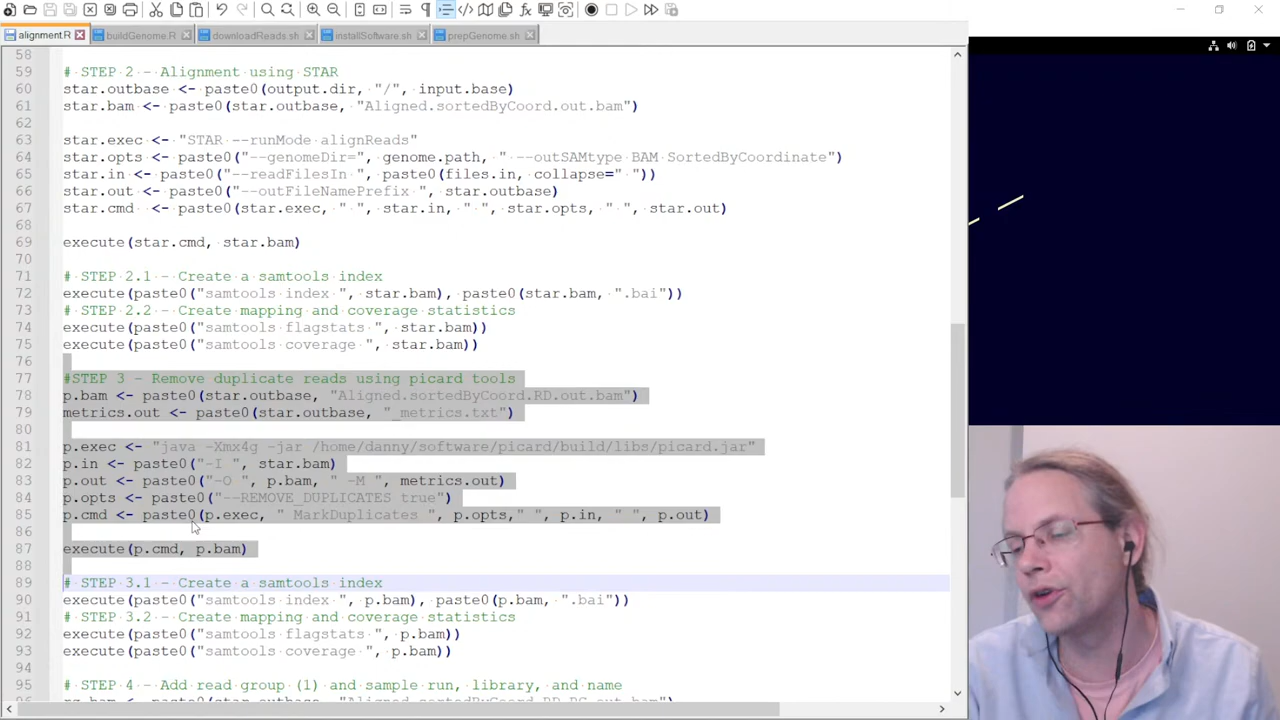 alignment.R
buildGenome.R
downloadReads.sh
installSoftware.sh
prepGenome.sh
58
59 # STEP 2 - Alignment using STAR
60 star.outbase <- paste0(output.dir, "/", input.base)
61 star.bam <- paste0(star.outbase, "Aligned.sortedByCoord.out.bam")
62
63 star.exec <- "STAR --runMode alignReads"
64 star.opts <- paste0("--genomeDir=", genome.path, " --outSAMtype BAM SortedByCoordinate")
65 star.in <- paste0("--readFilesIn ", paste0(files.in, collapse=" "))
66 star.out <- paste0("--outFileNamePrefix ", star.outbase)
67 star.cmd <- paste0(star.exec, " ", star.in, " ", star.opts, " ", star.out)
68
69 execute(star.cmd, star.bam)
70
71 # STEP 2.1 - Create a samtools index
72 execute(paste0("samtools index ", star.bam), paste0(star.bam, ".bai"))
73 # STEP 2.2 - Create mapping and coverage statistics
74 execute(paste0("samtools flagstats ", star.bam))
75 execute(paste0("samtools coverage ", star.bam))
76
77 #STEP 3 - Remove duplicate reads using picard tools
78 p.bam <- paste0(star.outbase, "Aligned.sortedByCoord.RD.out.bam")
79 metrics.out <- paste0(star.outbase, "_metrics.txt")
80
81 p.exec <- "java -Xmx4g -jar /home/danny/software/picard/build/libs/picard.jar"
82 p.in <- paste0("-I ", star.bam)
83 p.out <- paste0("-O ", p.bam, " -M ", metrics.out)
84 p.opts <- paste0("--REMOVE_DUPLICATES true")
85 p.cmd <- paste0(p.exec, " MarkDuplicates ", p.opts," ", p.in, " ", p.out)
86
87 execute(p.cmd, p.bam)
88
89 # STEP 3.1 - Create a samtools index
90 execute(paste0("samtools index ", p.bam), paste0(p.bam, ".bai"))
91 # STEP 3.2 - Create mapping and coverage statistics
92 execute(paste0("samtools flagstats ", p.bam))
93 execute(paste0("samtools coverage ", p.bam))
94
95 # STEP 4 - Add read group (1) and sample run, library, and name